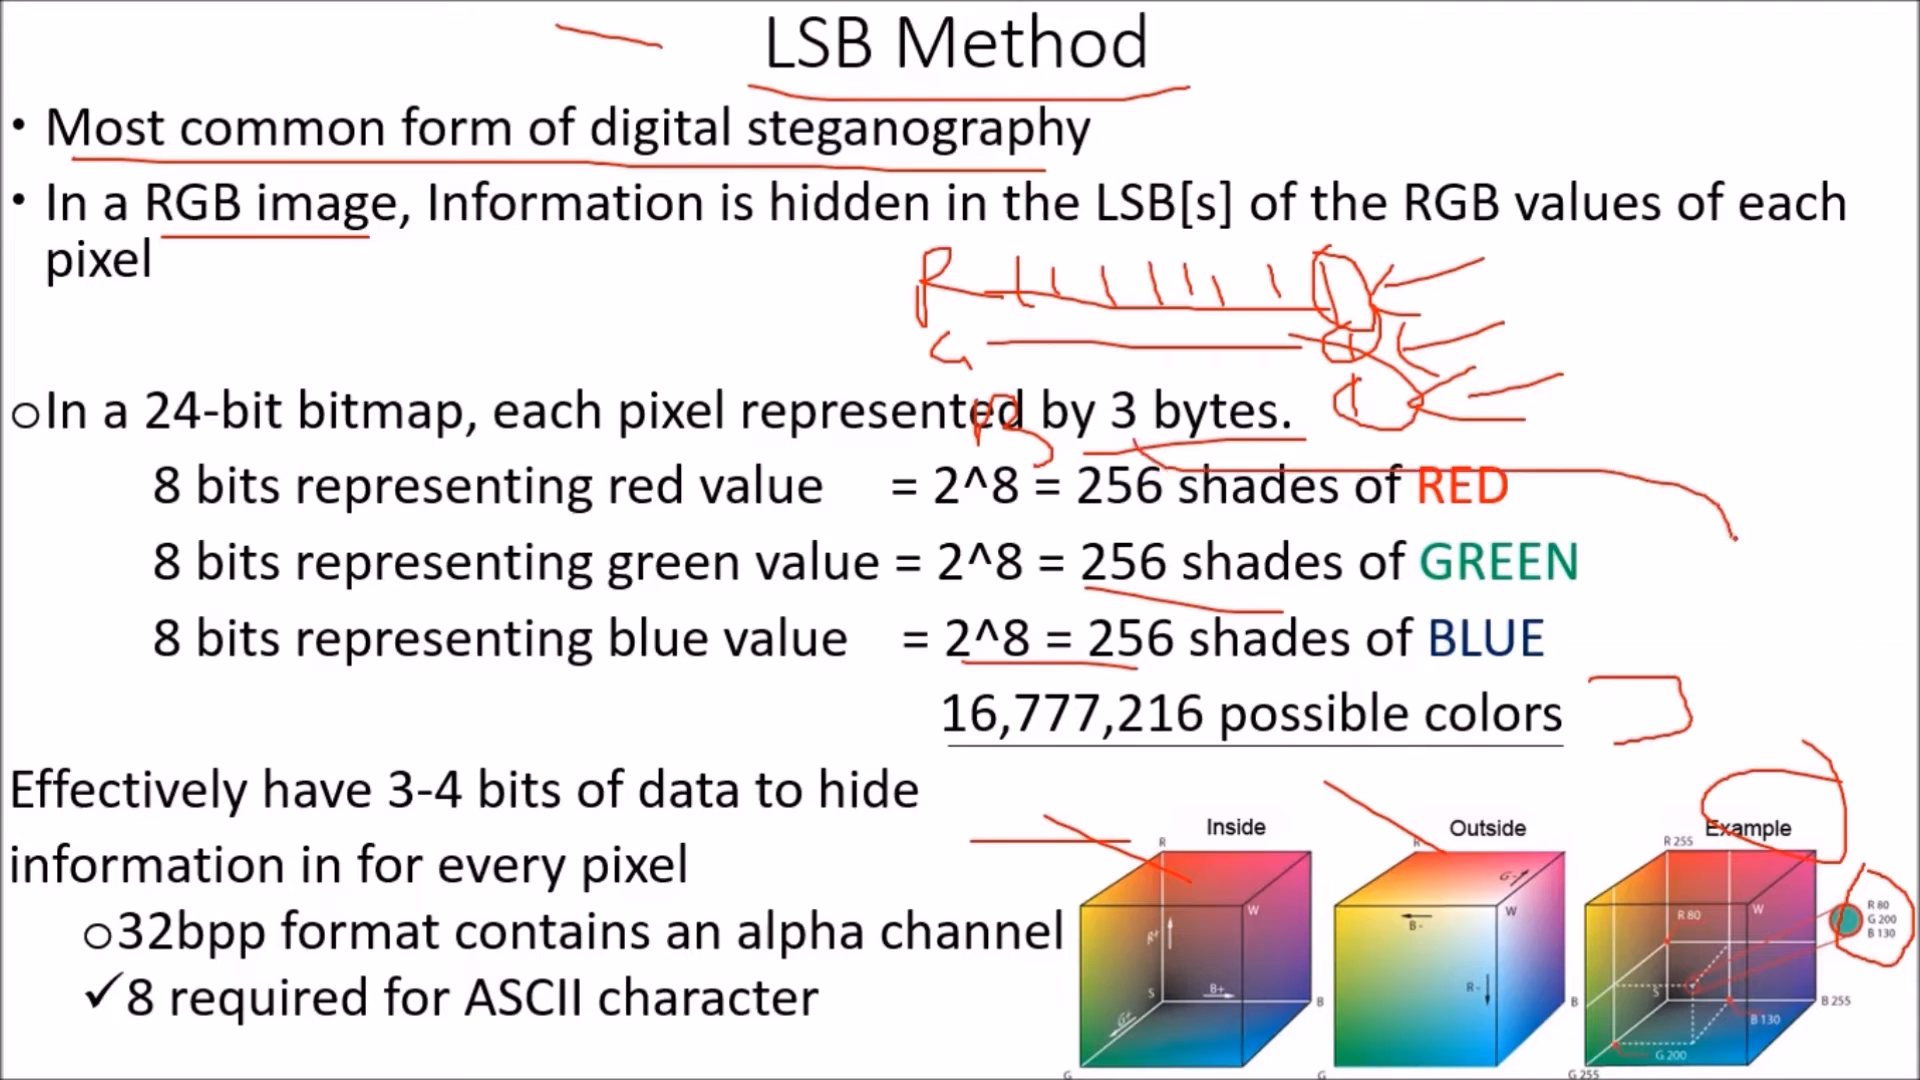 LSB Method
• Most common form of digital steganography
• In a RGB image, Information is hidden in the LSB[s] of the RGB values of each
pixel
R
G
B
oIn a 24-bit bitmap, each pixel represented by 3 bytes.
8 bits representing red value = 2^8 = 256 shades of RED
8 bits representing green value = 2^8 = 256 shades of GREEN
8 bits representing blue value = 2^8 = 256 shades of BLUE
16,777,216 possible colors
Effectively have 3-4 bits of data to hide
information in for every pixel
o32bpp format contains an alpha channel
✓8 required for ASCII character
Inside
R
W
R+
S
B+
B
G+
G
Outside
R
G-
W
B-
R-
B
G
Example
R 255
W
R 80
R 80
G 200
B 130
S
B 255
B 130
G 200
G 255